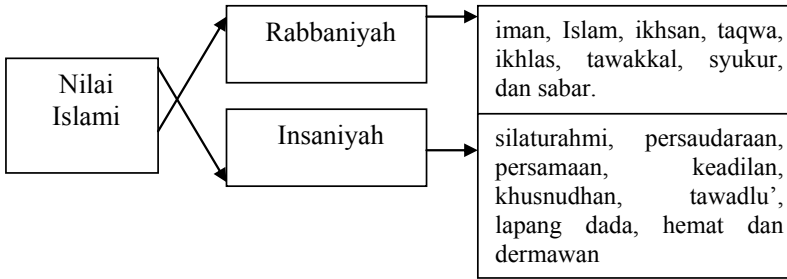 Nilai
Islami
Rabbaniyah
iman, Islam, ikhsan, taqwa,
ikhlas, tawakkal, syukur,
dan sabar.
Insaniyah
silaturahmi, persaudaraan,
persamaan, keadilan,
khusnudhan, tawadlu’,
lapang dada, hemat dan
dermawan